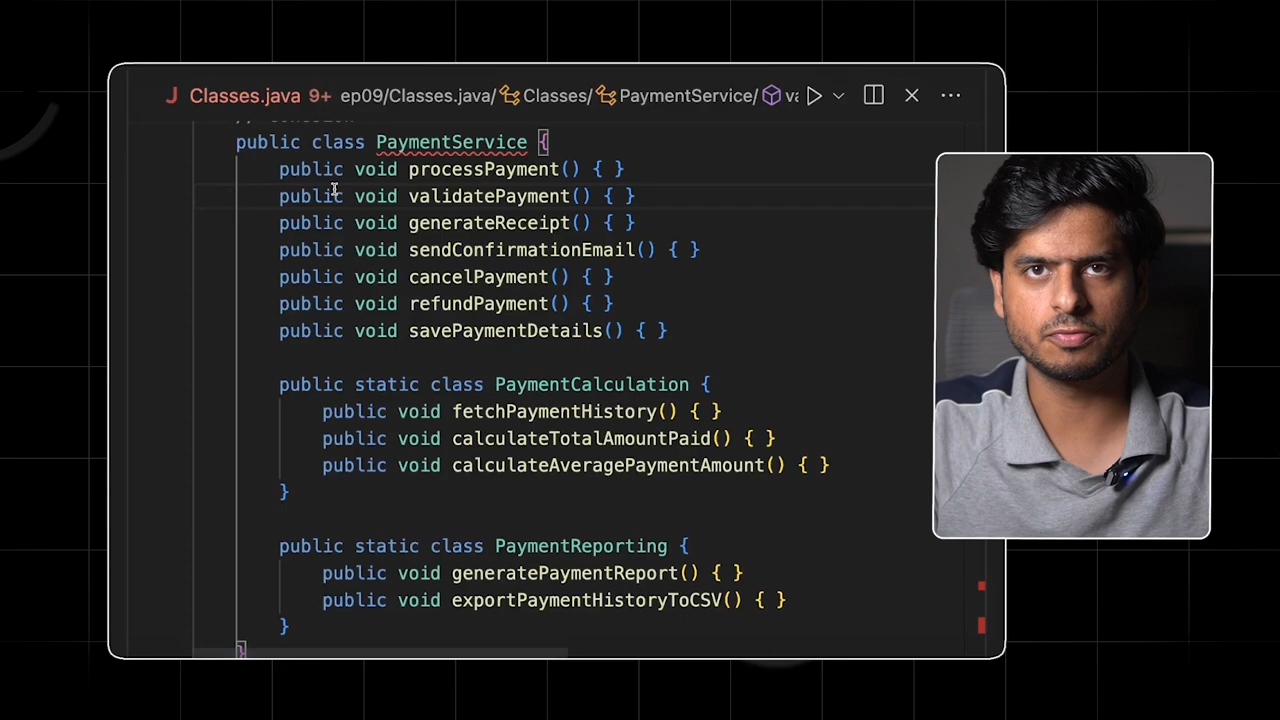 Classes.java 9+ ep09/Classes.java/ Classes/ PaymentService/
public class PaymentService {
public void processPayment() { }
public void validatePayment() { }
public void generateReceipt() { }
public void sendConfirmationEmail() { }
public void cancelPayment() { }
public void refundPayment() { }
public void savePaymentDetails() { }
public static class PaymentCalculation {
public void fetchPaymentHistory() { }
public void calculateTotalAmountPaid() { }
public void calculateAveragePaymentAmount() { }
}
public static class PaymentReporting {
public void generatePaymentReport() { }
public void exportPaymentHistoryToCSV() { }
}
}